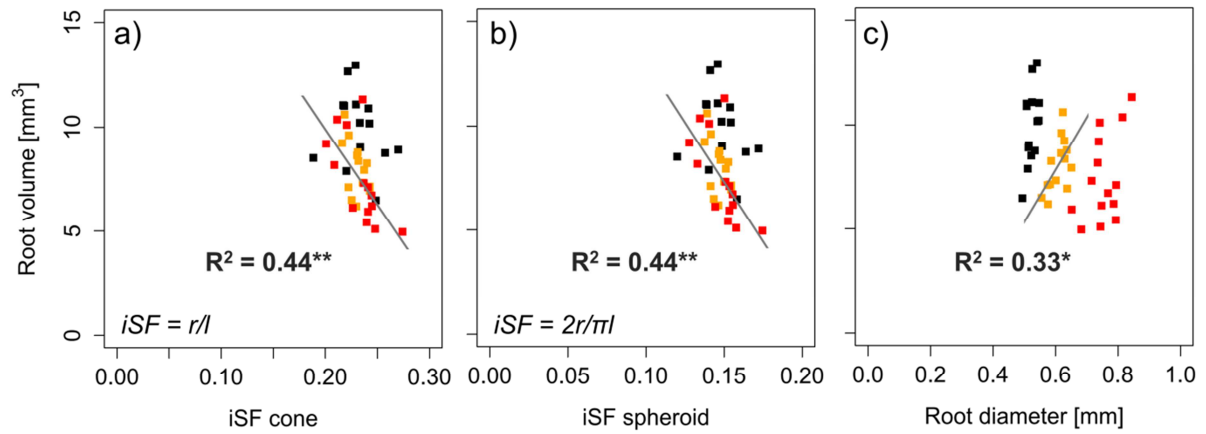 a)
Root volume [mm³]
15
10
5
0
R² = 0.44**
iSF = r/l
0.00 0.10 0.20 0.30
iSF cone
b)
R² = 0.44**
iSF = 2r/πl
0.00 0.05 0.10 0.15 0.20
iSF spheroid
c)
R² = 0.33*
0.0 0.2 0.4 0.6 0.8 1.0
Root diameter [mm]